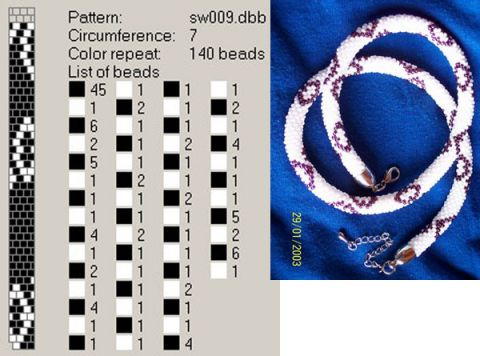 Pattern: sw009.dbb
Circumference: 7
Color repeat: 140 beads
List of beads
45 1 1 1
1 2 1 2
6 1 1 1
2 1 2 4
5 1 1 1
1 2 1 1
1 1 2 1
1 1 1 5
4 2 1 2
1 1 1 6
2 1 1 1
1 1 2
4 1 1
1 1 1
1 1 4
29/01/2003